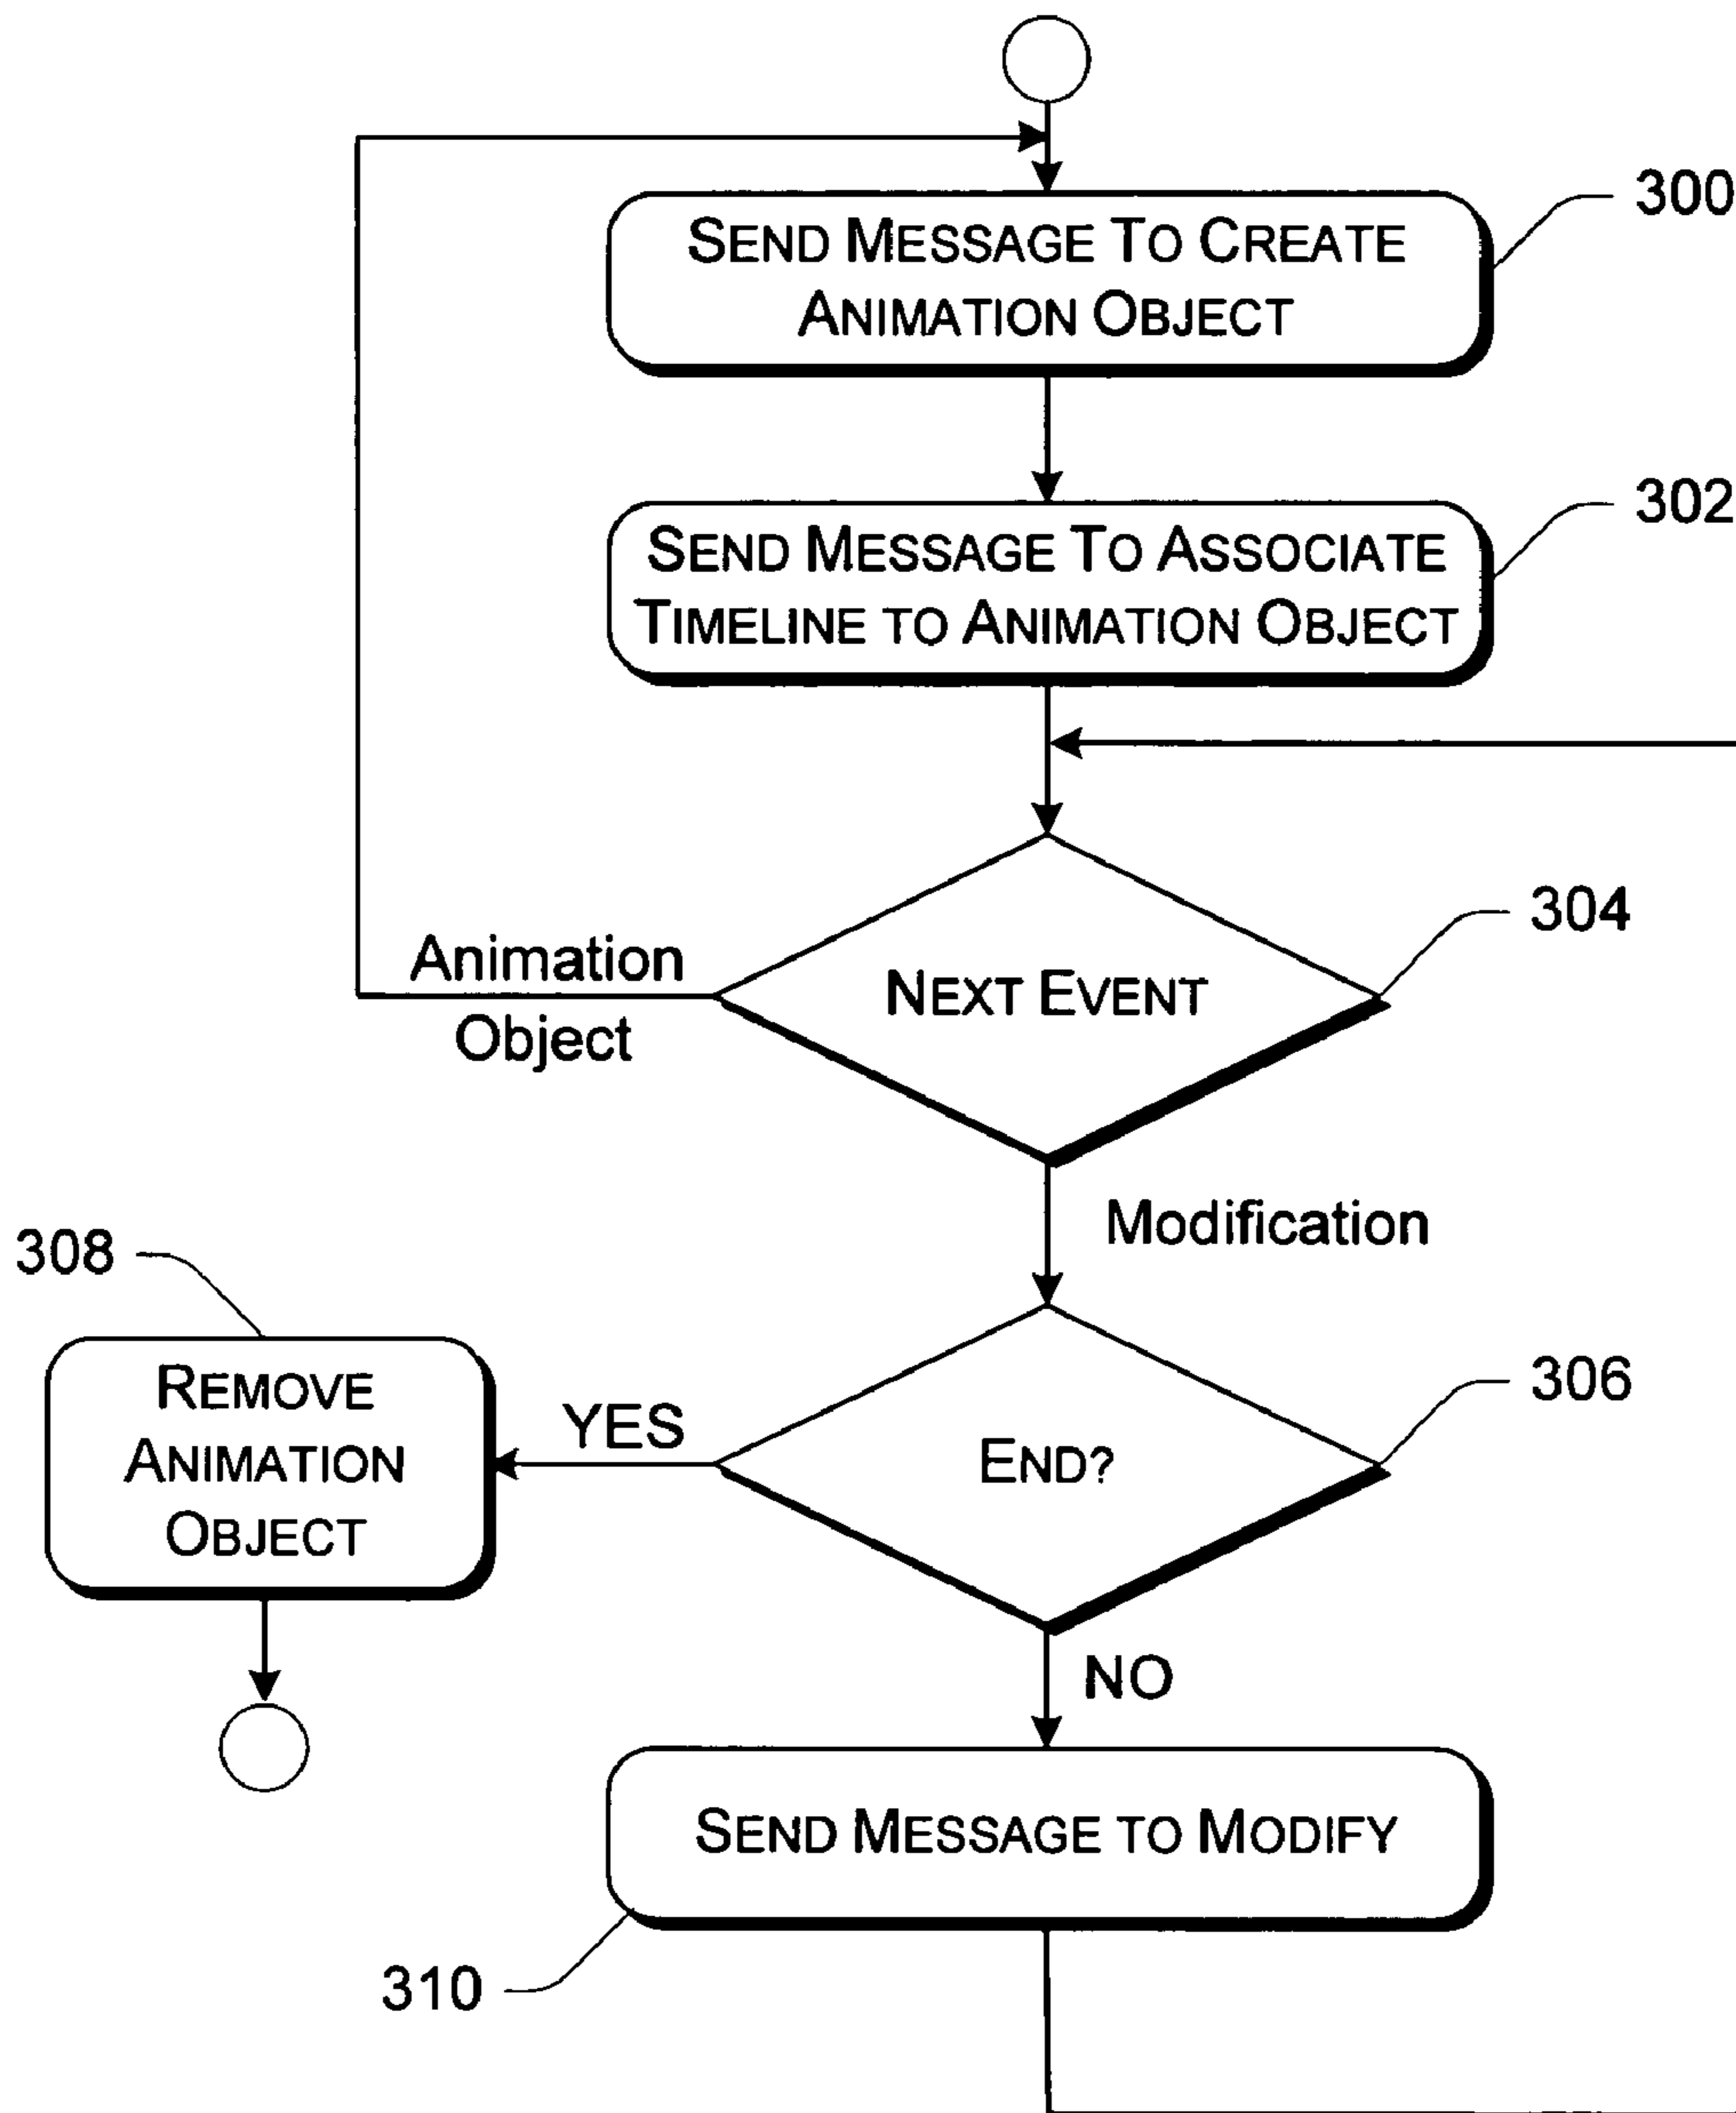 300
SEND MESSAGE TO CREATE
ANIMATION OBJECT
302
SEND MESSAGE TO ASSOCIATE
TIMELINE TO ANIMATION OBJECT
304
Animation
Object
NEXT EVENT
Modification
308
REMOVE
ANIMATION
OBJECT
YES
306
END?
NO
SEND MESSAGE TO MODIFY
310